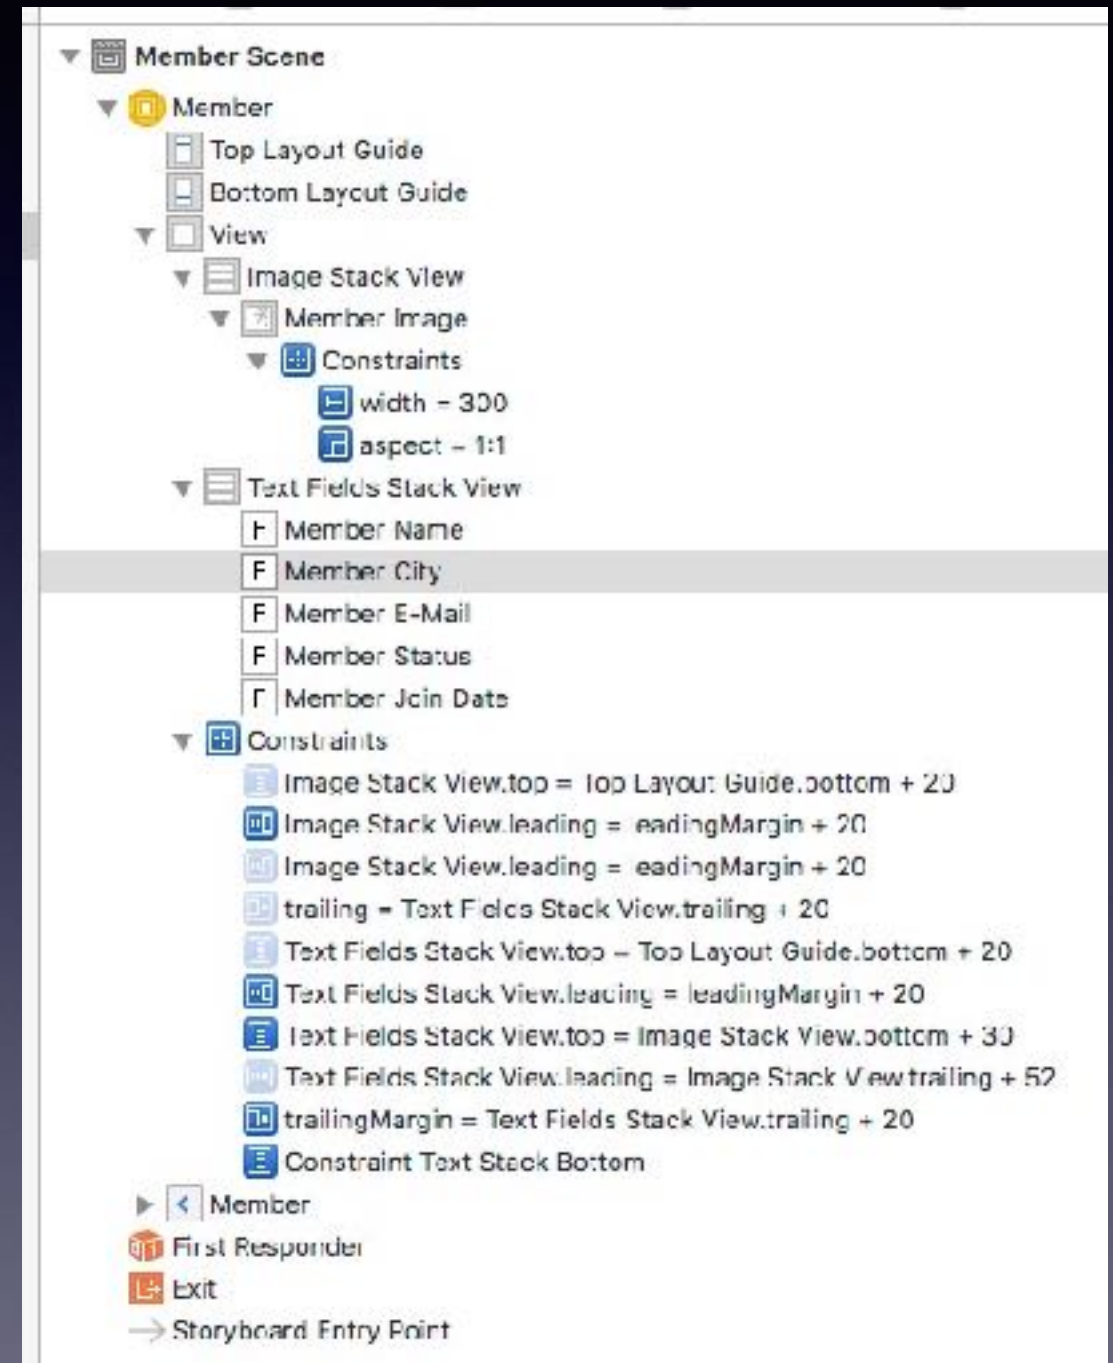 Member Scene
Member
Top Layout Guide
Bottom Layout Guide
View
Image Stack View
Member Image
Constraints
width = 300
aspect = 1:1
Text Fields Stack View
F Member Name
F Member City
F Member E-Mail
F Member Status
F Member Join Date
Constraints
Image Stack View.top = Top Layout Guide.bottom + 20
Image Stack View.leading = leadingMargin + 20
Image Stack View.leading = leadingMargin + 20
trailing = Text Fields Stack View.trailing + 20
Text Fields Stack View.top = Top Layout Guide.bottom + 20
Text Fields Stack View.leading = leadingMargin + 20
Text Fields Stack View.top = Image Stack View.bottom + 30
Text Fields Stack View.leading = Image Stack View.trailing + 52
trailingMargin = Text Fields Stack View.trailing + 20
Constraint Text Stack Bottom
Member
First Responder
Exit
Storyboard Entry Point